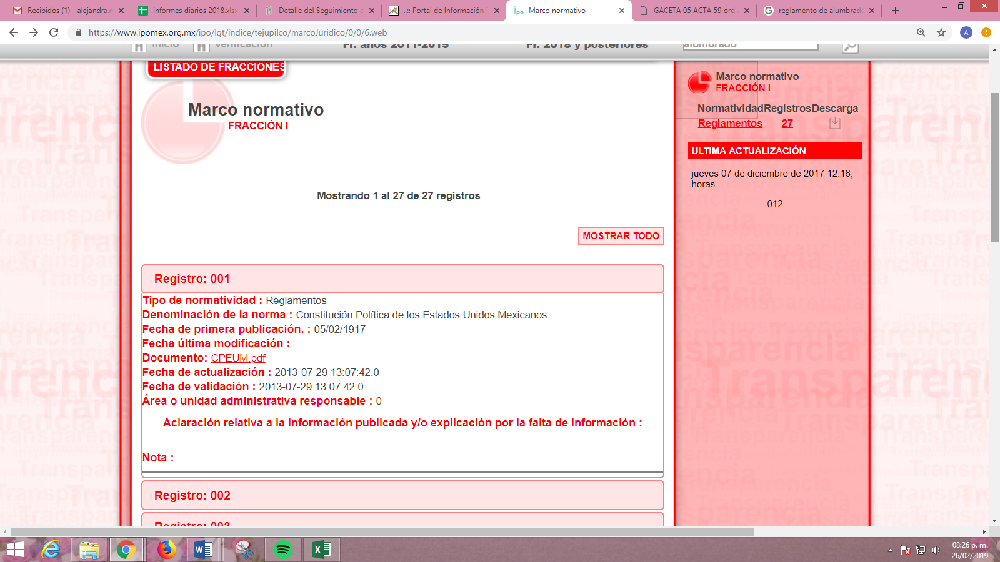 Recibidos (1) - alejandra.n
informes diarios 2018.xlsx
Detalle del Seguimiento d
..:: Portal de Información
Marco normativo
GACETA 05 ACTA 59 ord
reglamento de alumbrado
https://www.ipomex.org.mx/ipo/lgt/indice/tejupilco/marcoJuridico/0/0/6.web
A
Inicio
Verificación
Fr. años 2011-2015
Fr. 2018 y posteriores
alumbrado
LISTADO DE FRACCIONES
Marco normativo
FRACCIÓN I
Mostrando 1 al 27 de 27 registros
MOSTRAR TODO
Registro: 001
Tipo de normatividad : Reglamentos
Denominación de la norma : Constitución Política de los Estados Unidos Mexicanos
Fecha de primera publicación. : 05/02/1917
Fecha última modificación :
Documento: CPEUM.pdf
Fecha de actualización : 2013-07-29 13:07:42.0
Fecha de validación : 2013-07-29 13:07:42.0
Área o unidad administrativa responsable : 0
Aclaración relativa a la información publicada y/o explicación por la falta de información :
Nota :
Registro: 002
Registro: 003
Marco normativo
FRACCIÓN I
NormatividadRegistrosDescarga
Reglamentos 27
ULTIMA ACTUALIZACIÓN
jueves 07 de diciembre de 2017 12:16,
horas
012
08:26 p. m.
26/02/2019